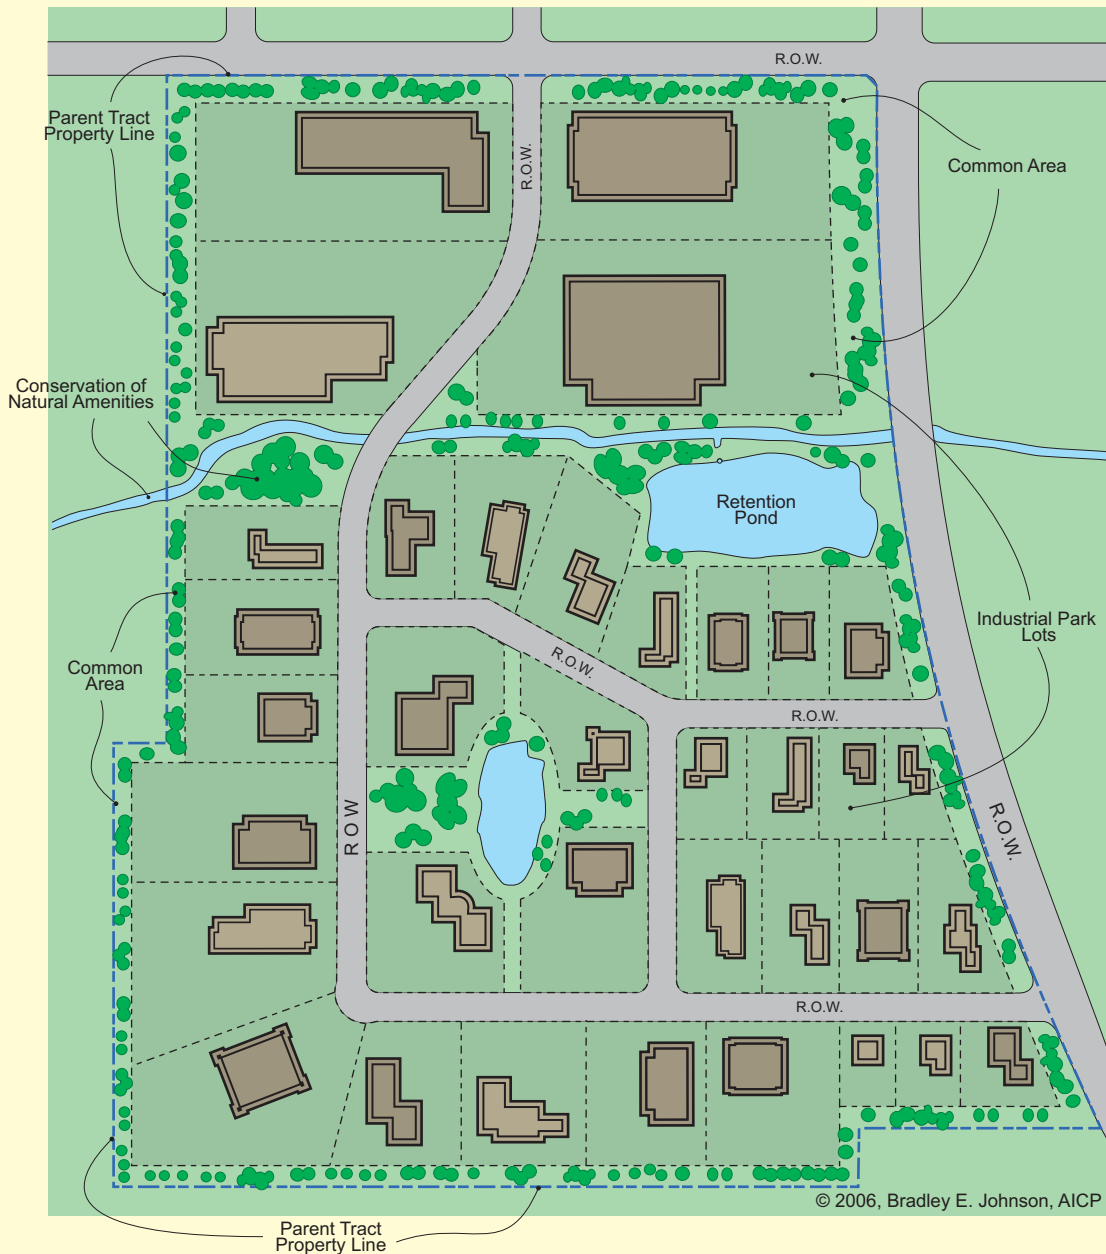 R.O.W.
Parent Tract
Property Line
R.O.W.
Common Area
Conservation of
Natural Amenities
Retention
Pond
Industrial Park
Lots
R.O.W.
Common
Area
R.O.W.
R.O.W.
R O W
R.O.W.
© 2006, Bradley E. Johnson, AICP
Parent Tract
Property Line